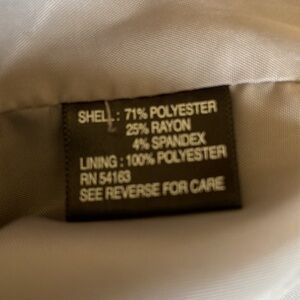 SHELL: 71% POLYESTER
25% RAYON
4% SPANDEX
LINING : 100% POLYESTER
RN 54163
SEE REVERSE FOR CARE